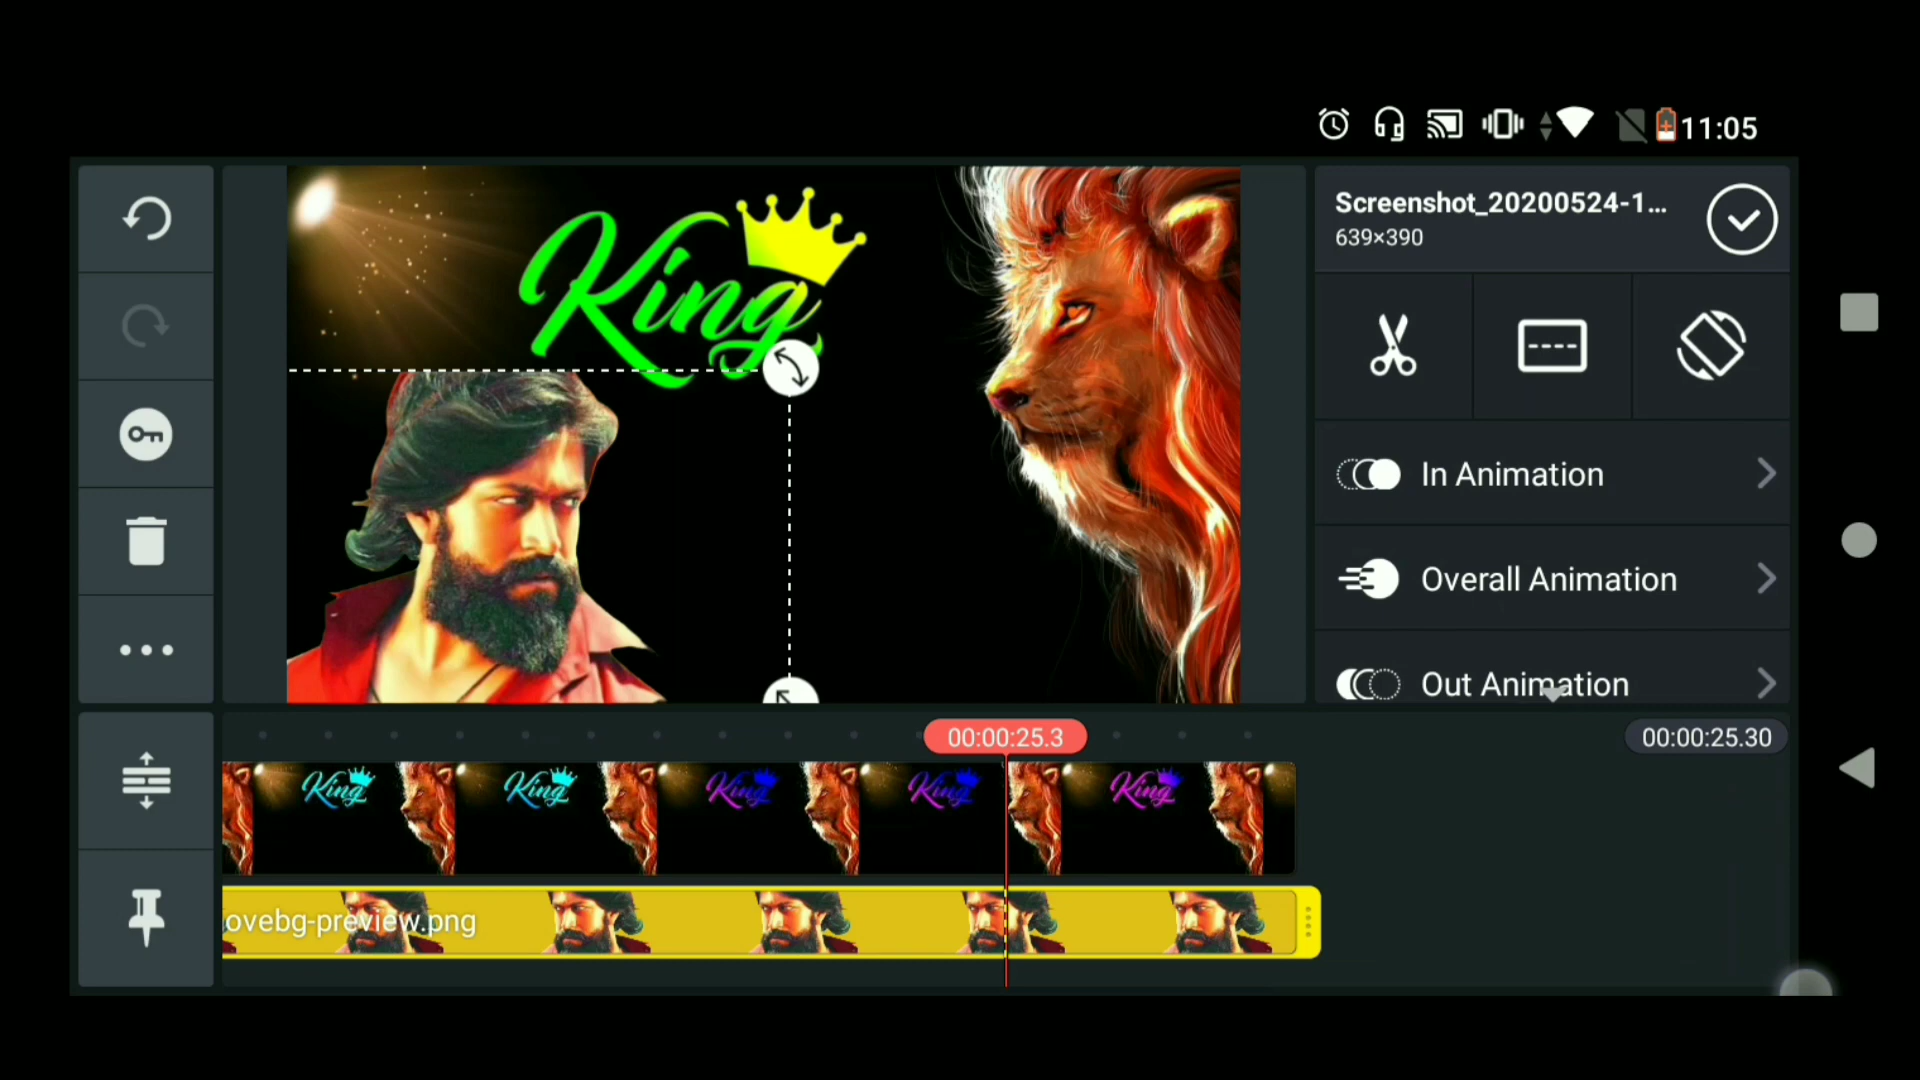 11:05
Screenshot_20200524-1...
639×390
King
In Animation
Overall Animation
Out Animation
00:00:25.3
00:00:25.30
King King King King King
ovebg-preview.png